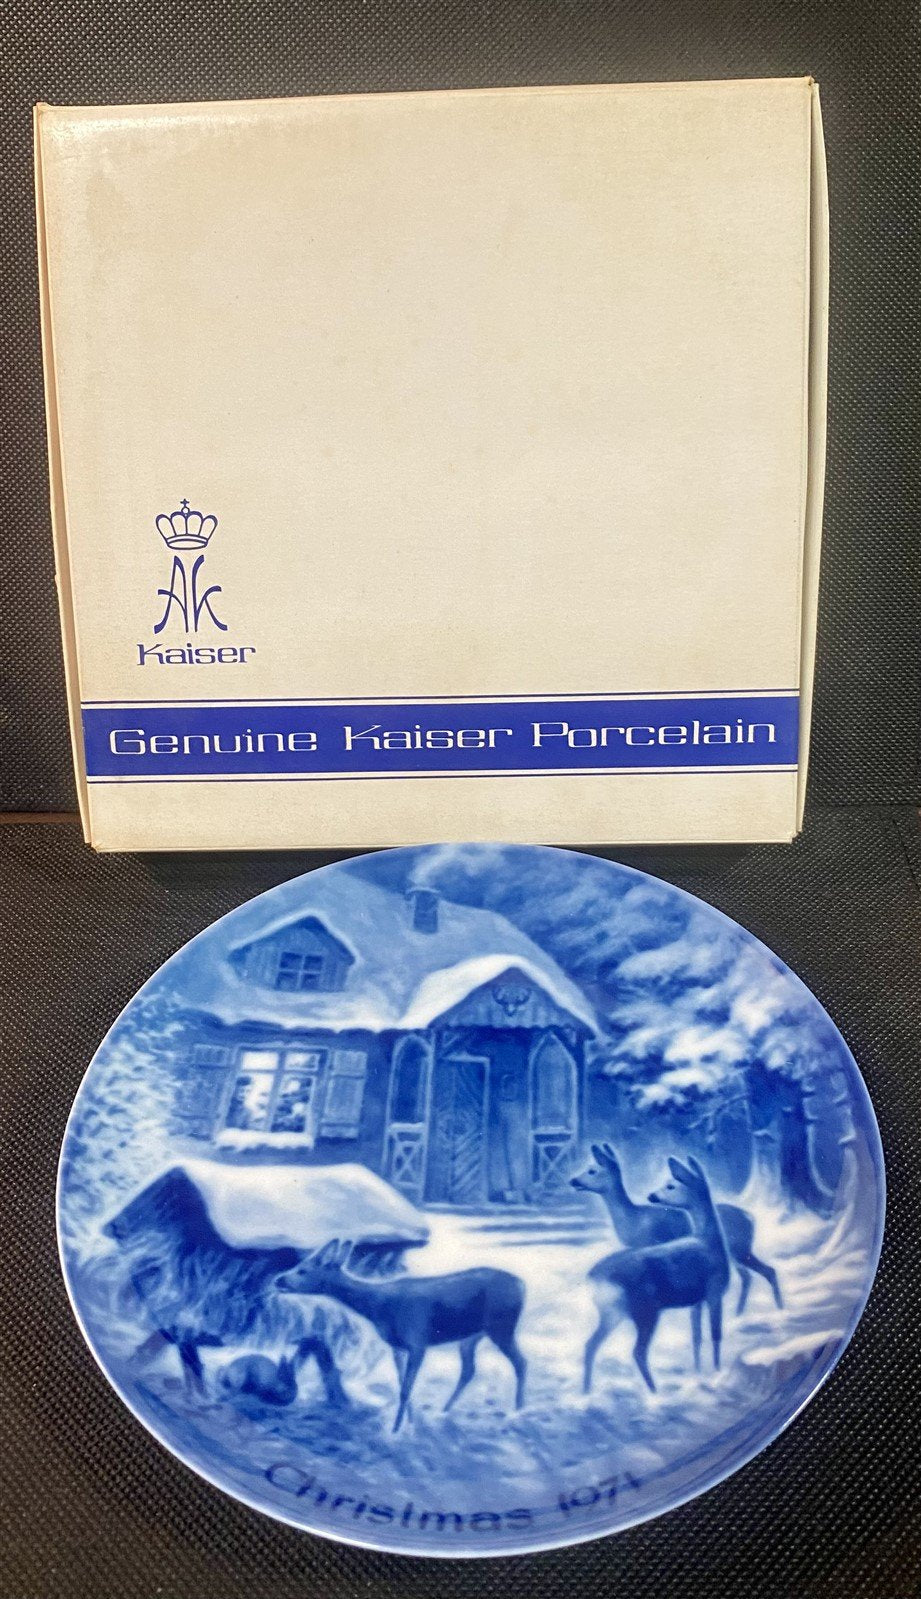 AK
Kaiser
Genuine Kaiser Porcelain
Christmas 1971